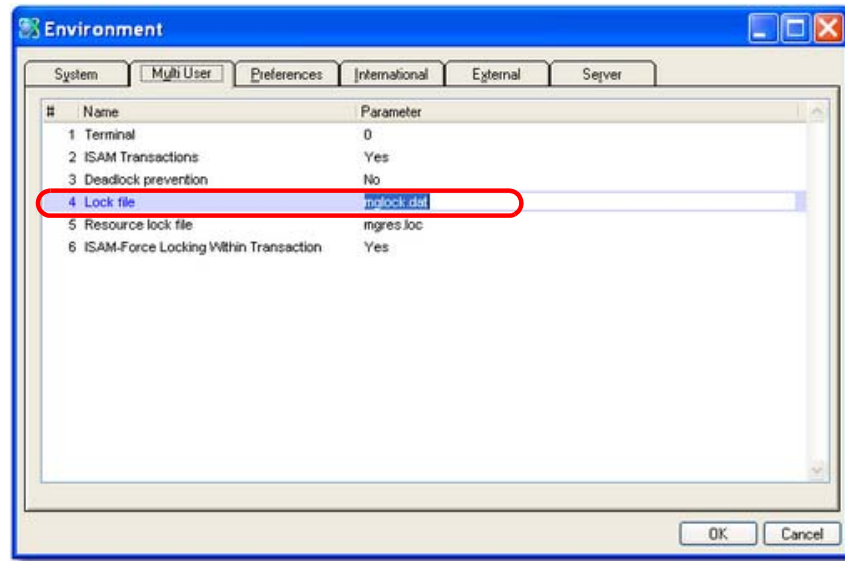 Environment
System Multi User Preferences International External Server
# Name Parameter
1 Terminal 0
2 ISAM Transactions Yes
3 Deadlock prevention No
4 Lock file mglock.dat
5 Resource lock file mgres.loc
6 ISAM-Force Locking Within Transaction Yes
OK Cancel